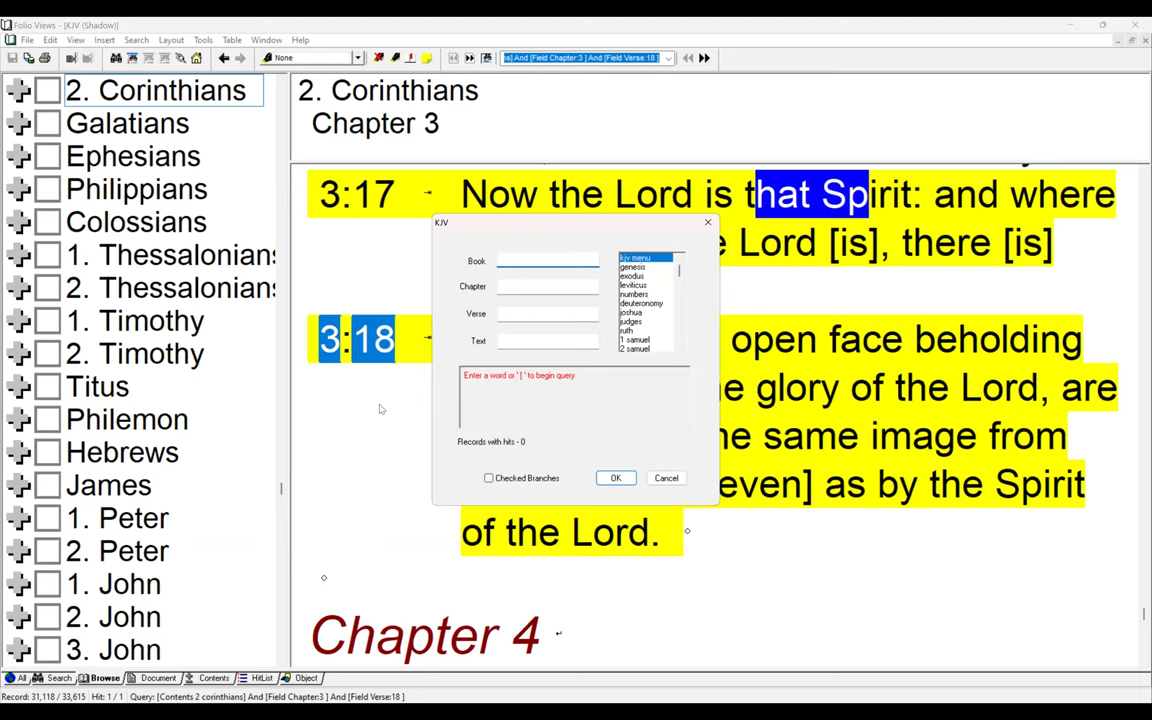 Folio Views - [KJV (Shadow)]
File Edit View Insert Search Layout Tools Table Window Help
None
s] And [Field Chapter:3 ] And [Field Verse:18 ]
2. Corinthians
Galatians
Ephesians
Philippians
Colossians
1. Thessalonians
2. Thessalonians
1. Timothy
2. Timothy
Titus
Philemon
Hebrews
James
1. Peter
2. Peter
1. John
2. John
3. John
2. Corinthians
Chapter 3
3:17 Now the Lord is that Spirit: and where
e Lord [is], there [is]
3:18 open face beholding
e glory of the Lord, are
he same image from
even] as by the Spirit
of the Lord.
Chapter 4
KJV
Book
Chapter
Verse
Text
kjv menu
genesis
exodus
leviticus
numbers
deuteronomy
joshua
judges
ruth
1 samuel
2 samuel
Enter a word or ' [ ' to begin query
Records with hits - 0
Checked Branches
OK Cancel
All Search Browse Document Contents HitList Object
Record: 31,118 / 33,615 Hit: 1 / 1 Query: [Contents 2 corinthians] And [Field Chapter:3 ] And [Field Verse:18 ]